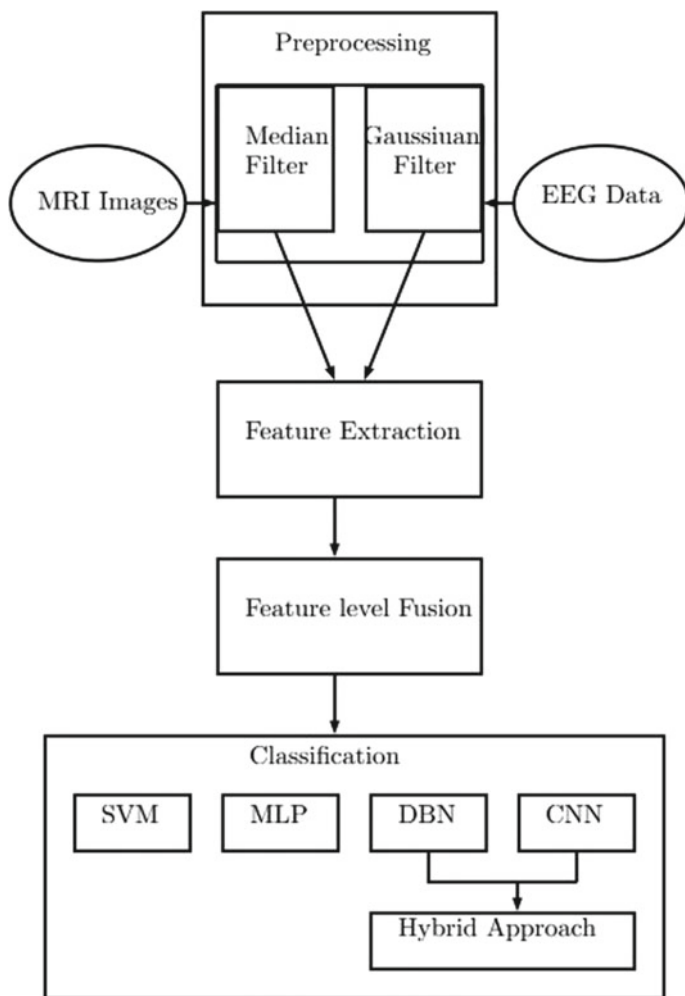 Preprocessing
Median
Filter
Gaussiuan
Filter
MRI Images
EEG Data
Feature Extraction
Feature level Fusion
Classification
SVM
MLP
DBN
CNN
Hybrid Approach